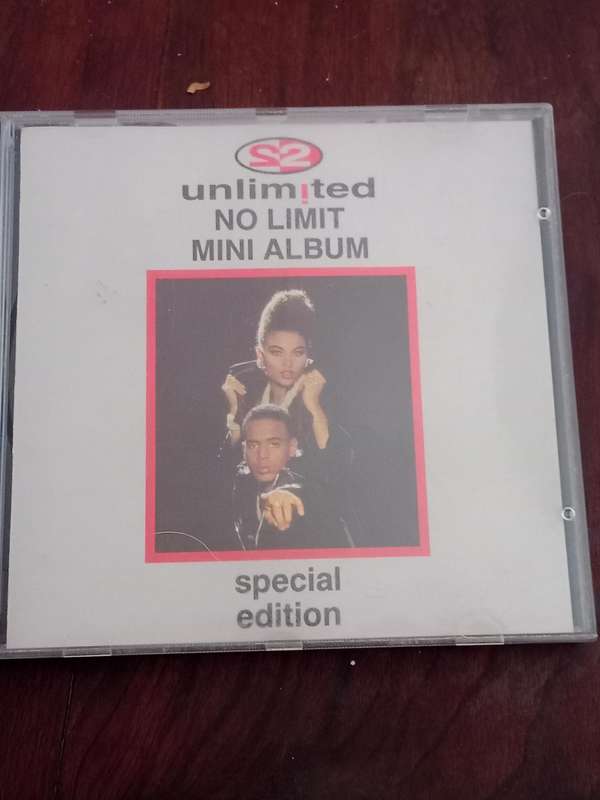 2
unlimited
NO LIMIT
MINI ALBUM
special
edition